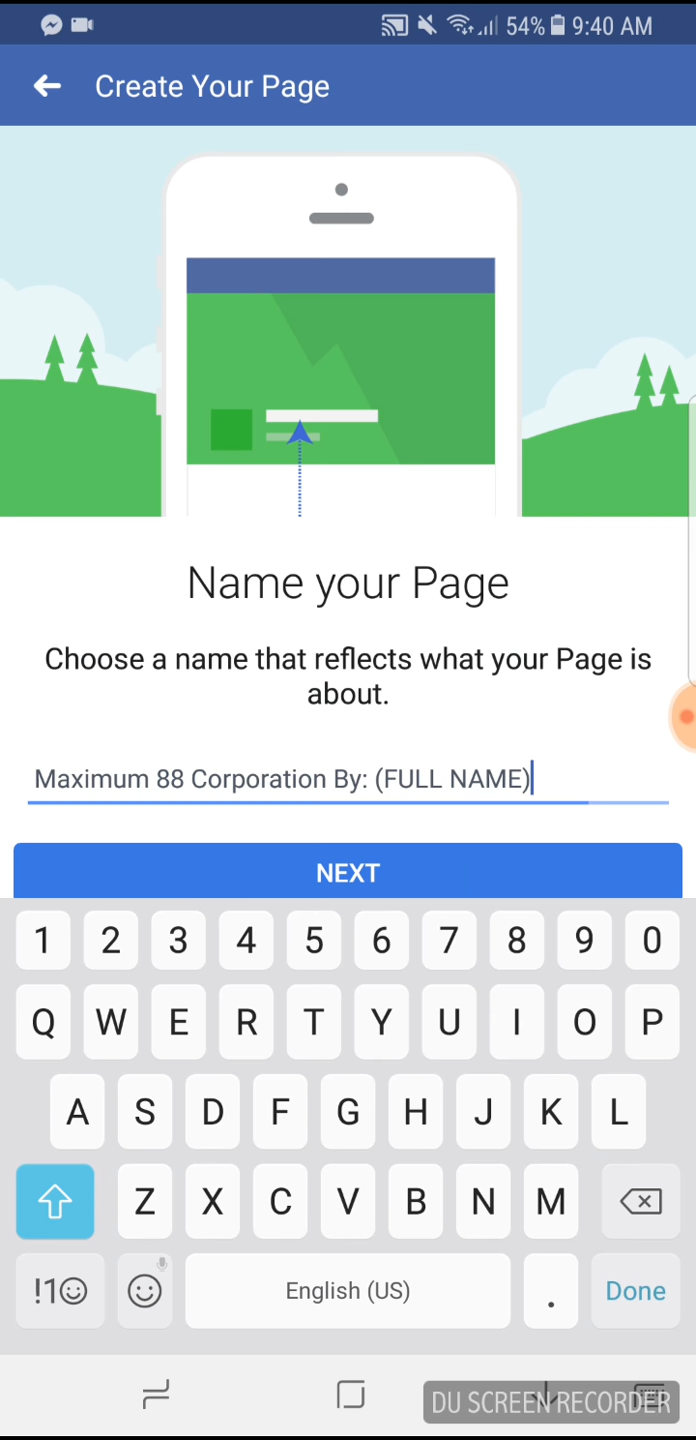 54% 9:40 AM
Create Your Page
Name your Page
Choose a name that reflects what your Page is
about.
Maximum 88 Corporation By: (FULL NAME)
NEXT
1 2 3 4 5 6 7 8 9 0
Q W E R T Y U I O P
A S D F G H J K L
Z X C V B N M
!1☺ English (US) . Done
DU SCREEN RECORDER